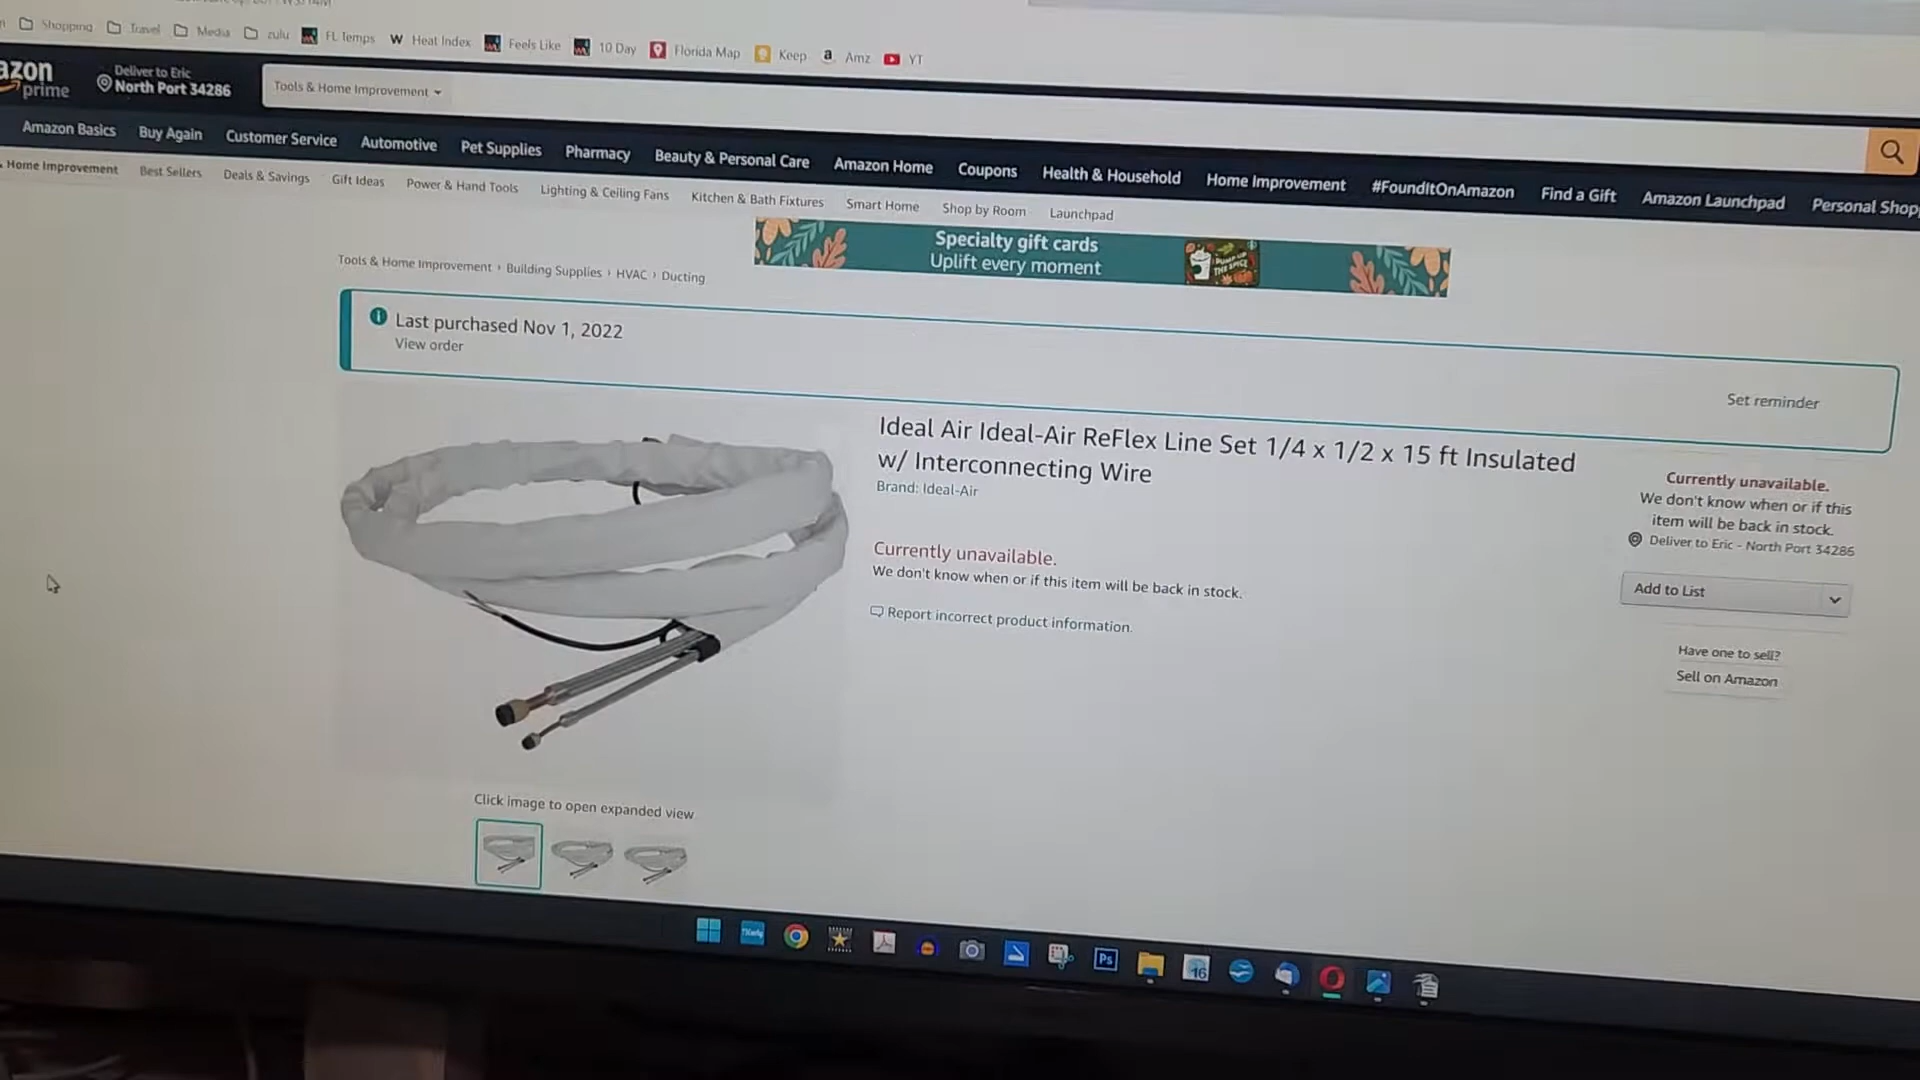 Shopping
Travel
Media
zulu
FL Temps
W Heat Index
Feels Like
10 Day
Florida Map
Keep
a Amz
YT
azon
prime
Deliver to Eric
North Port 34286
Tools & Home Improvement
Amazon Basics
Buy Again
Customer Service
Automotive
Pet Supplies
Pharmacy
Beauty & Personal Care
Amazon Home
Coupons
Health & Household
Home Improvement
#FoundItOnAmazon
Find a Gift
Amazon Launchpad
Personal Shop
Home Improvement
Best Sellers
Deals & Savings
Gift Ideas
Power & Hand Tools
Lighting & Ceiling Fans
Kitchen & Bath Fixtures
Smart Home
Shop by Room
Launchpad
Specialty gift cards
Uplift every moment
Tools & Home Improvement › Building Supplies › HVAC › Ducting
Last purchased Nov 1, 2022
View order
Set reminder
Ideal Air Ideal-Air ReFlex Line Set 1/4 x 1/2 x 15 ft Insulated
w/ Interconnecting Wire
Brand: Ideal-Air
Currently unavailable.
We don't know when or if this item will be back in stock.
Report incorrect product information.
Currently unavailable.
We don't know when or if this
item will be back in stock.
Deliver to Eric - North Port 34286
Add to List
Have one to sell?
Sell on Amazon
Click image to open expanded view
Ps
16